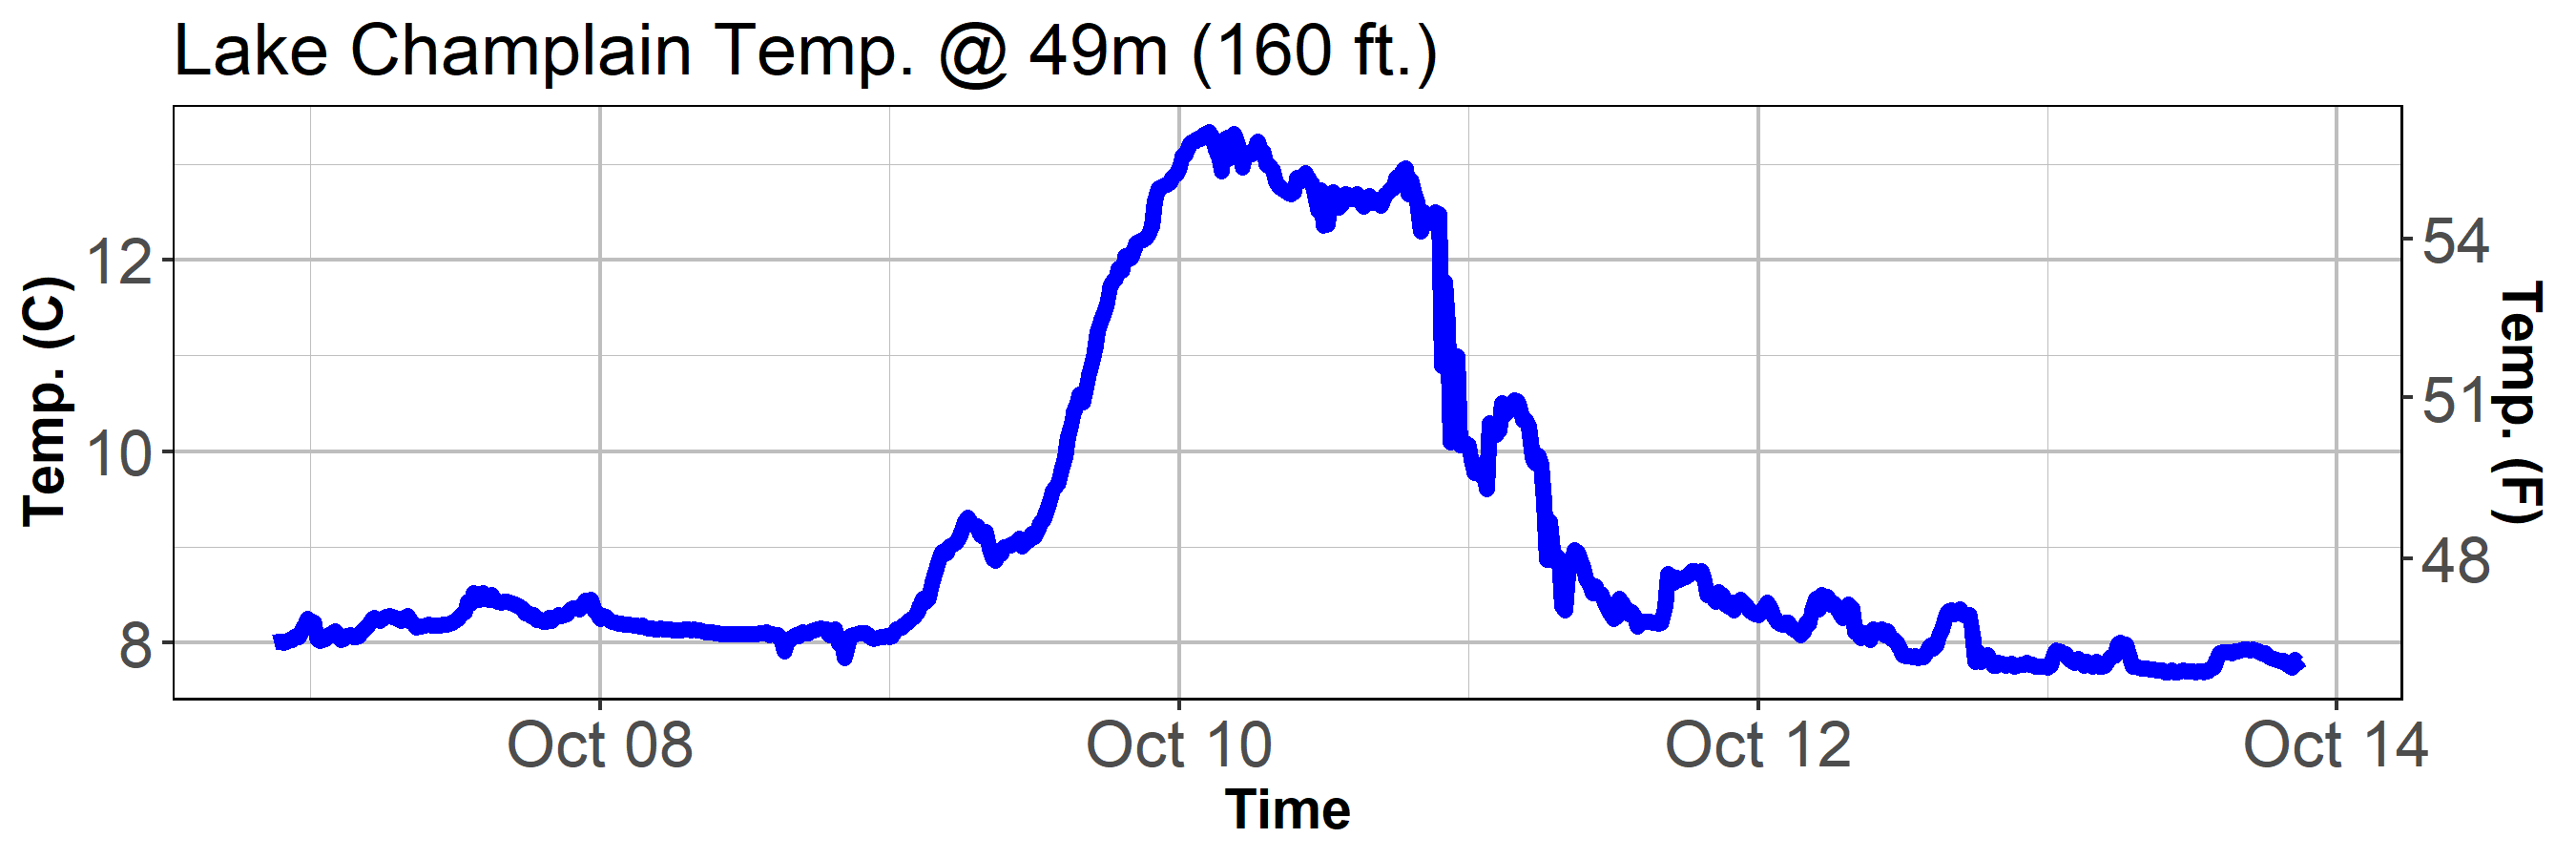 Lake Champlain Temp. @ 49m (160 ft.)
Temp. (C)
12
10
8
54
51
48
Temp. (F)
Oct 08
Oct 10
Oct 12
Oct 14
Time